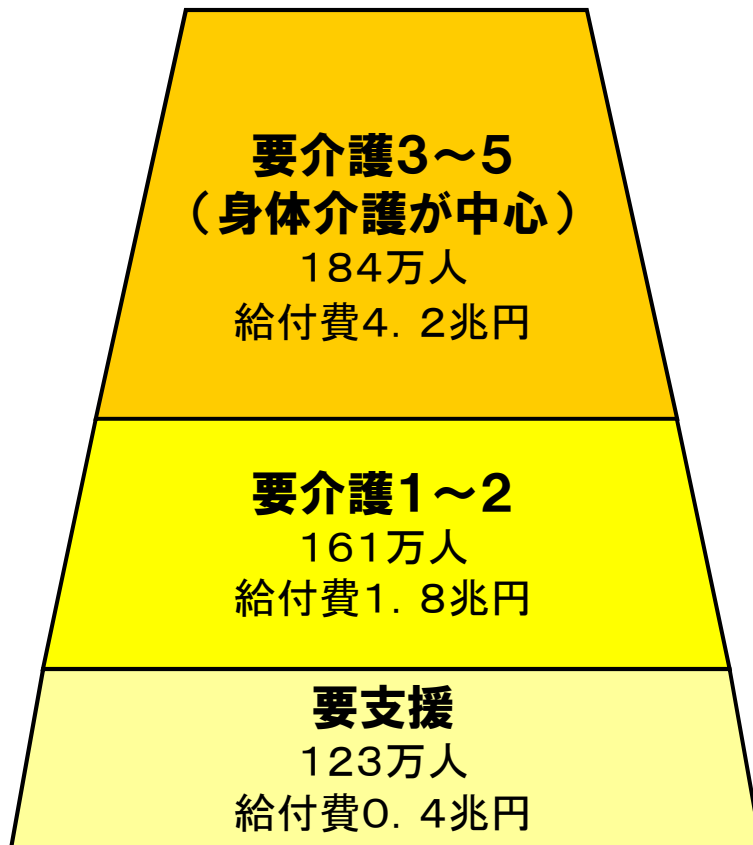 要介護３～５
（身体介護が中心）
１８４万人
給付費４．２兆円
要介護１～２
１６１万人
給付費１．８兆円
要支援
１２３万人
給付費０．４兆円